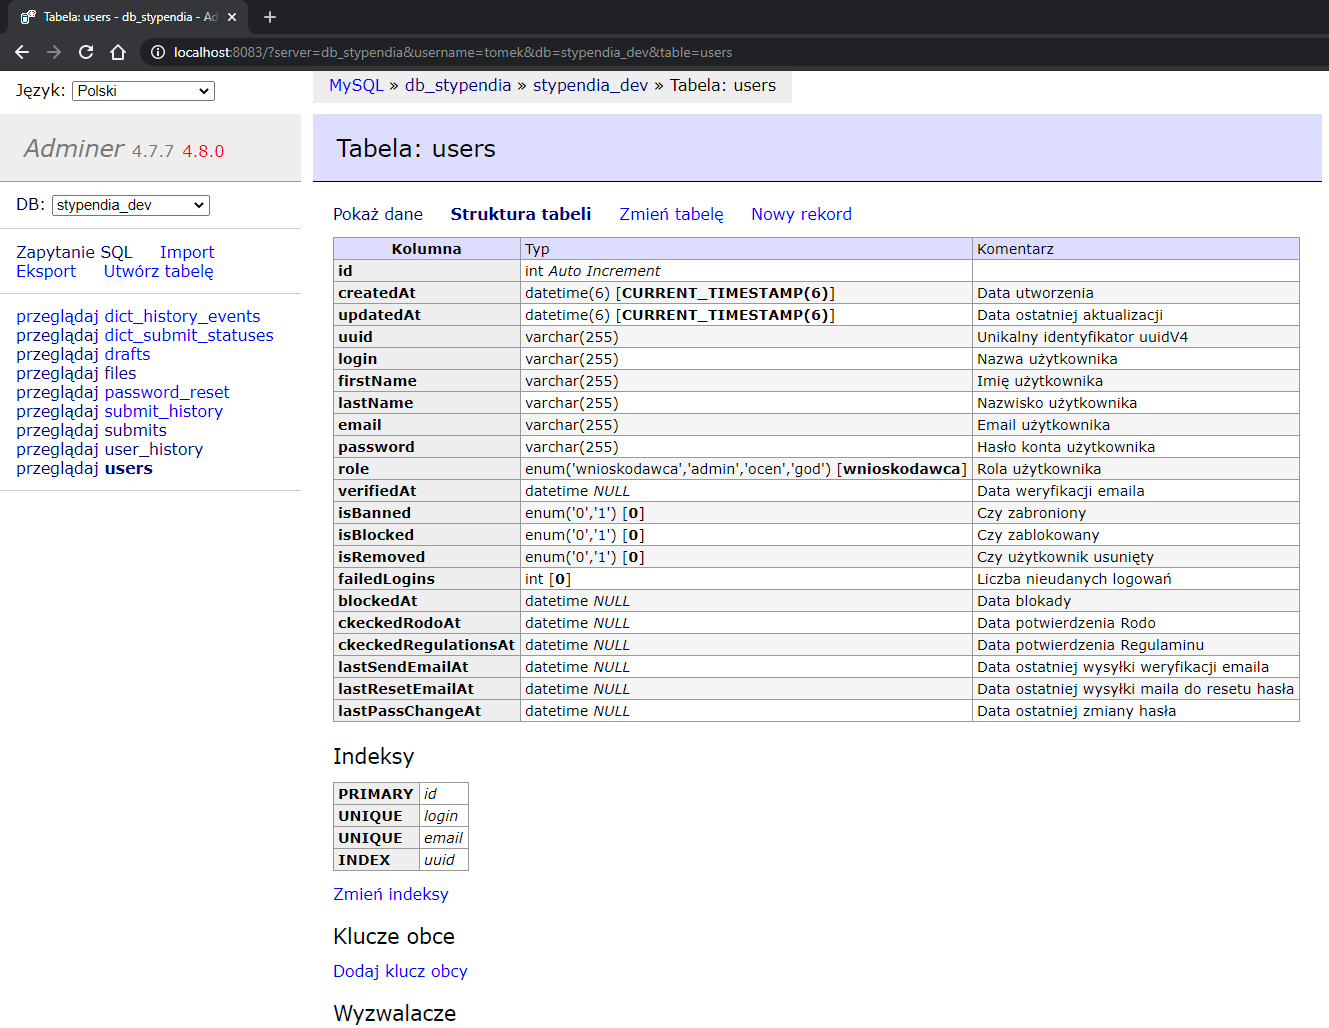 Tabela: users - db_stypendia - Ad
localhost:8083/?server=db_stypendia&username=tomek&db=stypendia_dev&table=users
Język: Polski
MySQL » db_stypendia » stypendia_dev » Tabela: users
Adminer 4.7.7 4.8.0
Tabela: users
DB: stypendia_dev
Zapytanie SQL Import
Eksport Utwórz tabelę
przeglądaj dict_history_events
przeglądaj dict_submit_statuses
przeglądaj drafts
przeglądaj files
przeglądaj password_reset
przeglądaj submit_history
przeglądaj submits
przeglądaj user_history
przeglądaj users
Pokaż dane Struktura tabeli Zmień tabelę Nowy rekord
Kolumna Typ Komentarz
id int Auto Increment
createdAt datetime(6) [CURRENT_TIMESTAMP(6)] Data utworzenia
updatedAt datetime(6) [CURRENT_TIMESTAMP(6)] Data ostatniej aktualizacji
uuid varchar(255) Unikalny identyfikator uuidV4
login varchar(255) Nazwa użytkownika
firstName varchar(255) Imię użytkownika
lastName varchar(255) Nazwisko użytkownika
email varchar(255) Email użytkownika
password varchar(255) Hasło konta użytkownika
role enum('wnioskodawca','admin','ocen','god') [wnioskodawca] Rola użytkownika
verifiedAt datetime NULL Data weryfikacji emaila
isBanned enum('0','1') [0] Czy zabroniony
isBlocked enum('0','1') [0] Czy zablokowany
isRemoved enum('0','1') [0] Czy użytkownik usunięty
failedLogins int [0] Liczba nieudanych logowań
blockedAt datetime NULL Data blokady
ckeckedRodoAt datetime NULL Data potwierdzenia Rodo
ckeckedRegulationsAt datetime NULL Data potwierdzenia Regulaminu
lastSendEmailAt datetime NULL Data ostatniej wysyłki weryfikacji emaila
lastResetEmailAt datetime NULL Data ostatniej wysyłki maila do resetu hasła
lastPassChangeAt datetime NULL Data ostatniej zmiany hasła
Indeksy
PRIMARY id
UNIQUE login
UNIQUE email
INDEX uuid
Zmień indeksy
Klucze obce
Dodaj klucz obcy
Wyzwalacze